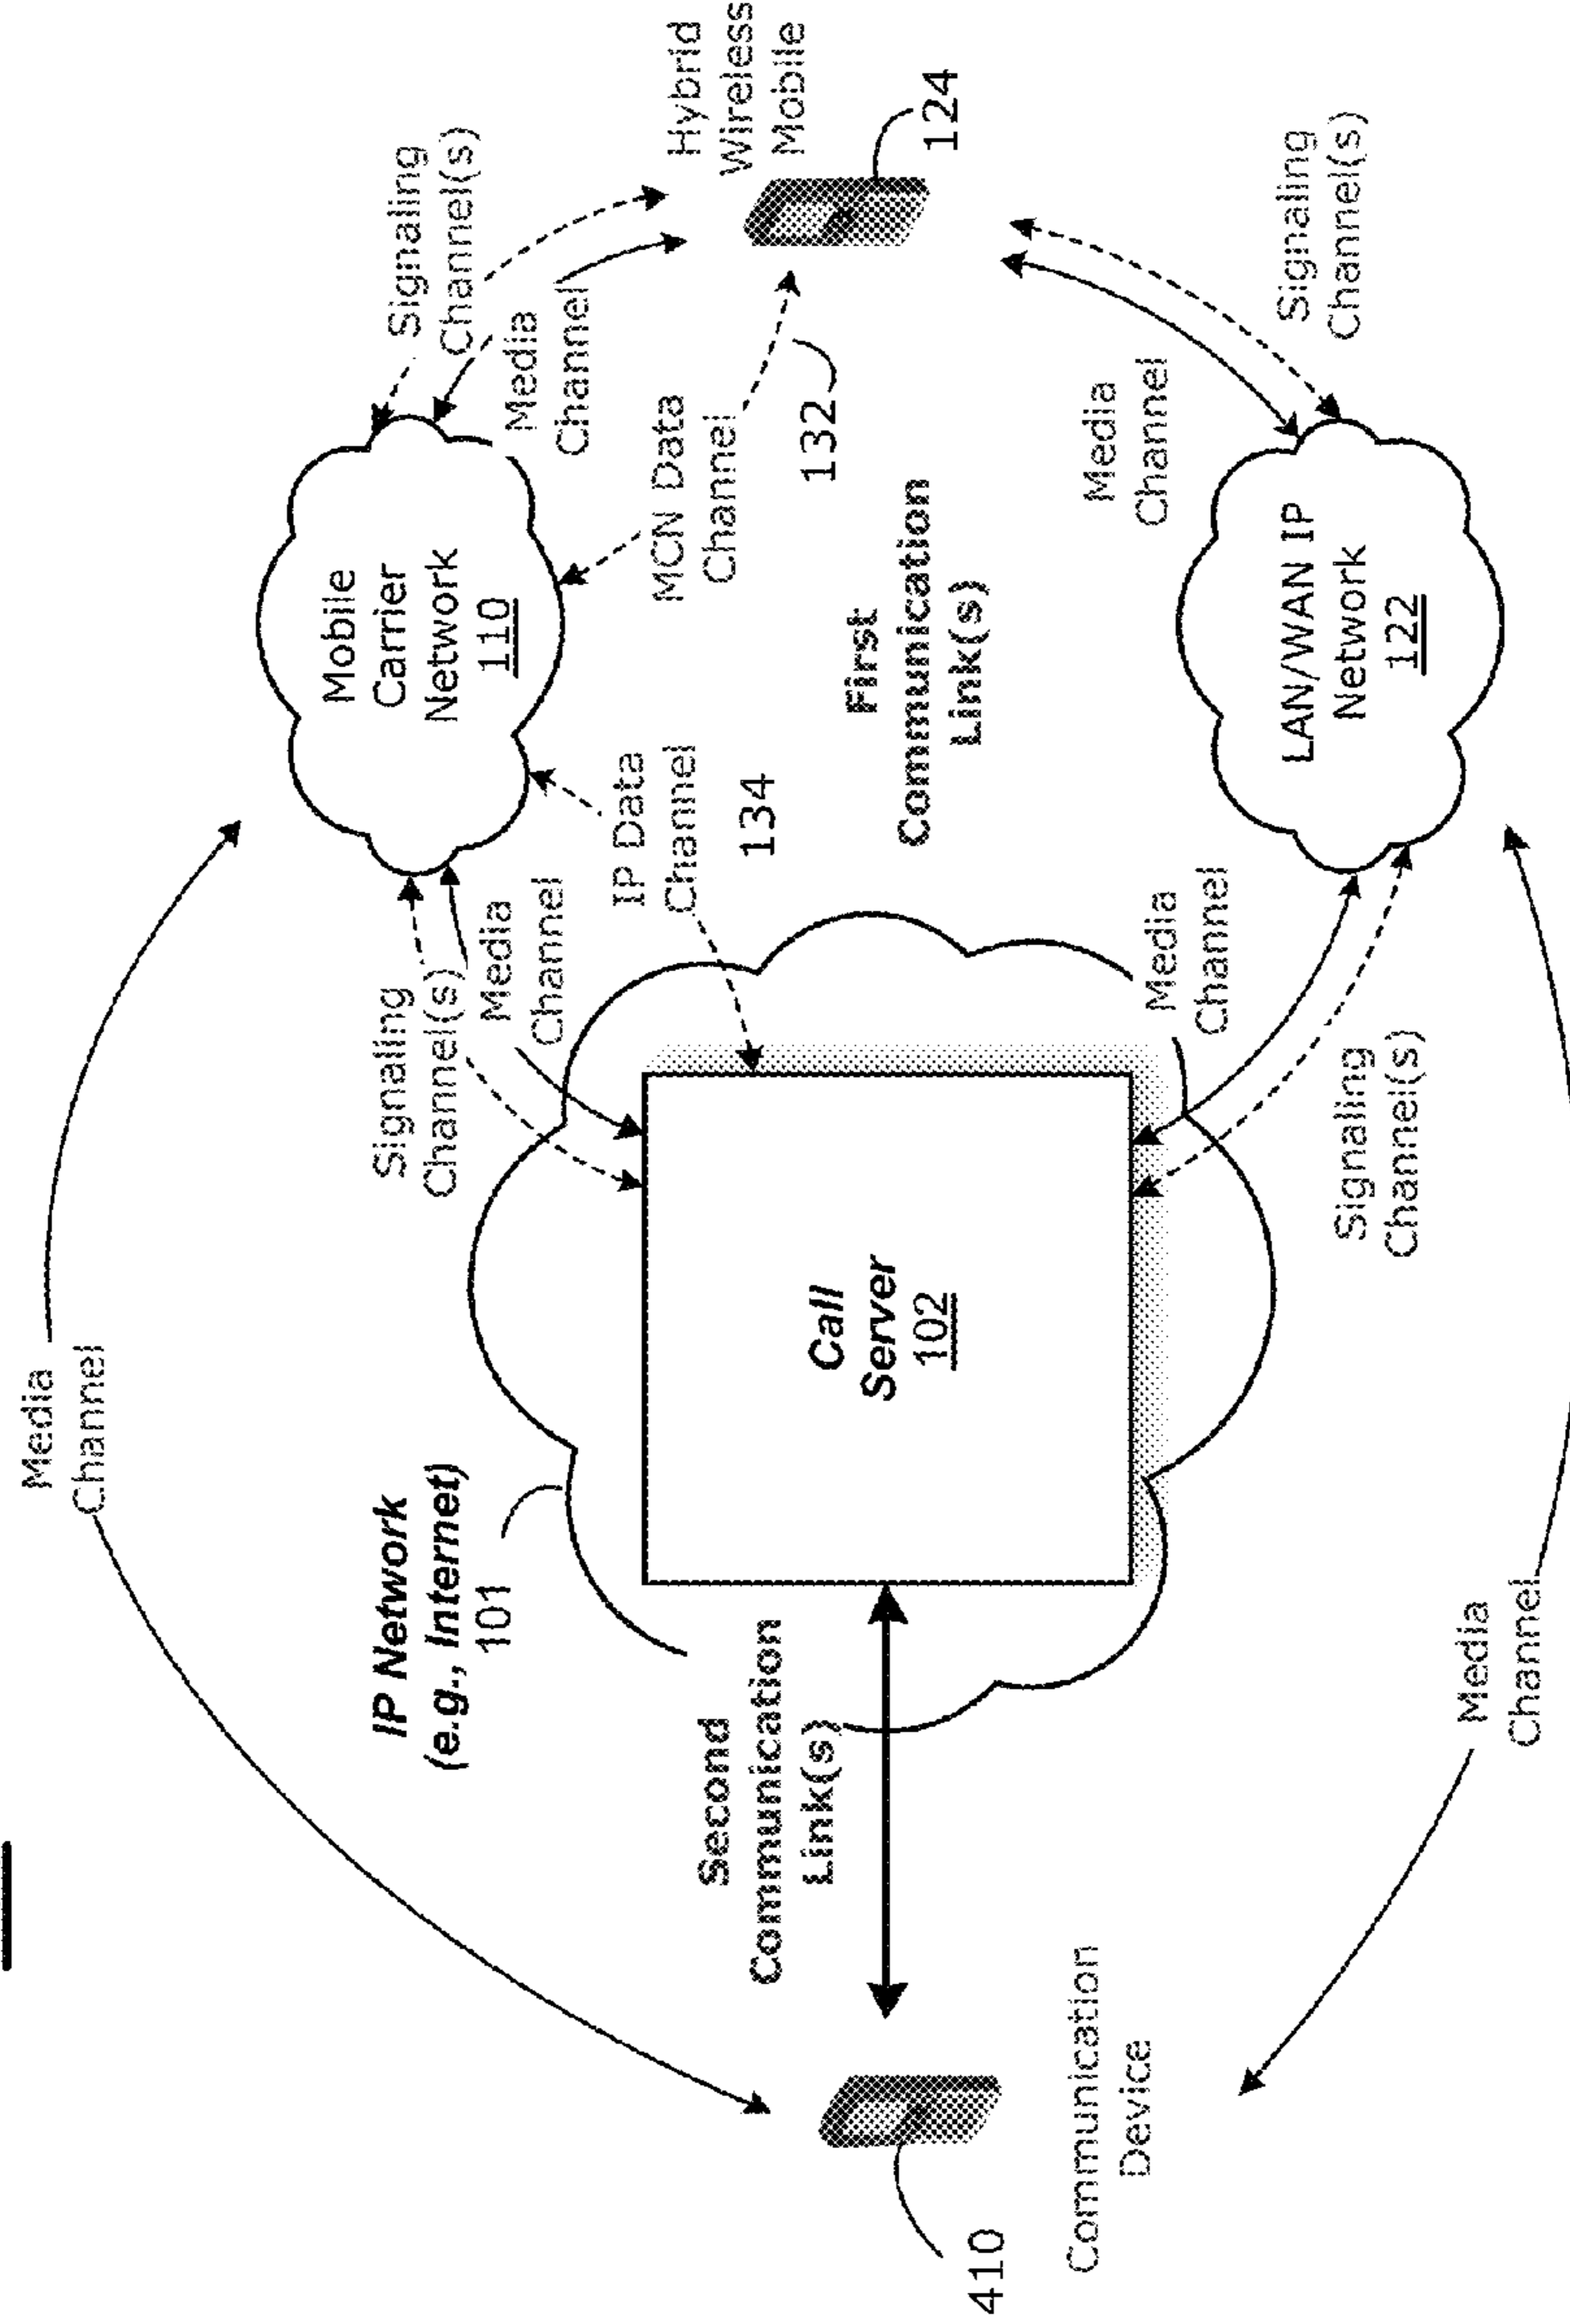 Media
Channel
Signaling
Channel(s)
Media
Channel
Mobile
Carrier
Network
110
Signaling
Channel(s)
Media
Channel
Hybrid
Wireless
Mobile
124
IP Network
(e.g., Internet)
101
IP Data
Channel
134
MCN Data
Channel
132
Second
Communication
Link(s)
Call
Server
102
First
Communication
Link(s)
410
Communication
Device
Media
Channel
Signaling
Channel(s)
LAN/WAN IP
Network
122
Media
Channel
Signaling
Channel(s)
Media
Channel